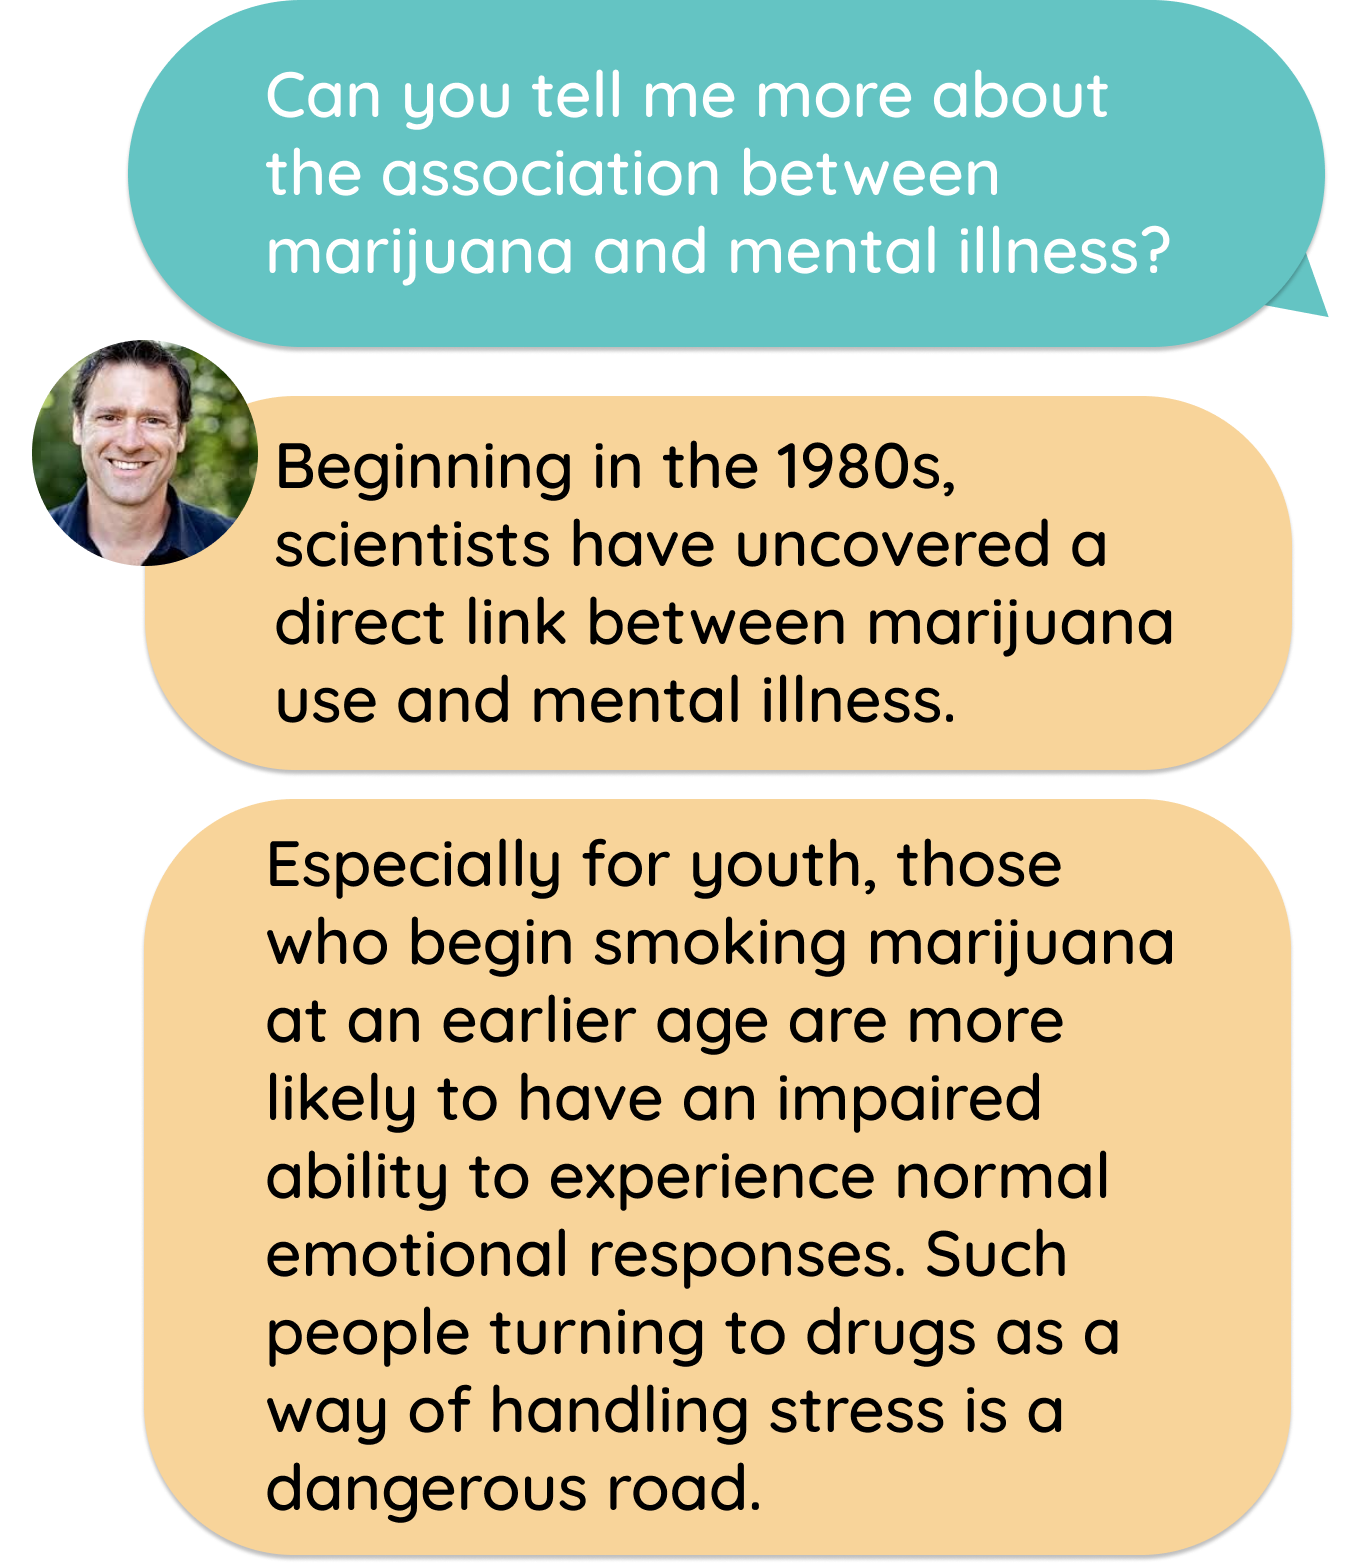 Can you tell me more about
the association between
marijuana and mental illness?
Beginning in the 1980s,
scientists have uncovered a
direct link between marijuana
use and mental illness.
Especially for youth, those
who begin smoking marijuana
at an earlier age are more
likely to have an impaired
ability to experience normal
emotional responses. Such
people turning to drugs as a
way of handling stress is a
dangerous road.